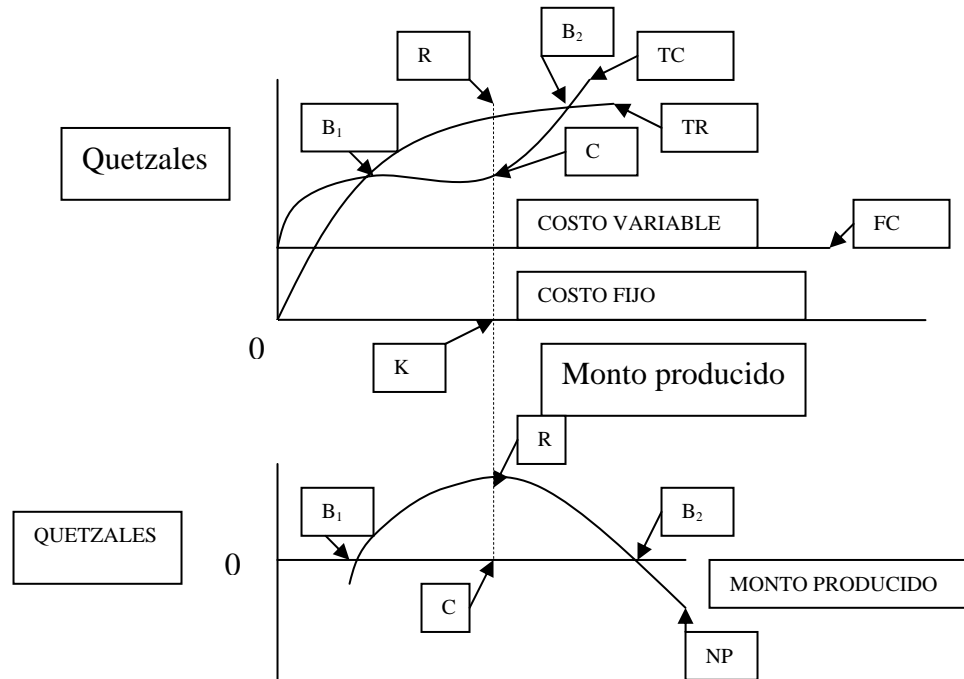 B₂
R
TC
B₁
TR
Quetzales
C
COSTO VARIABLE
FC
COSTO FIJO
0
K
Monto producido
R
B₁
B₂
QUETZALES
0
MONTO PRODUCIDO
C
NP